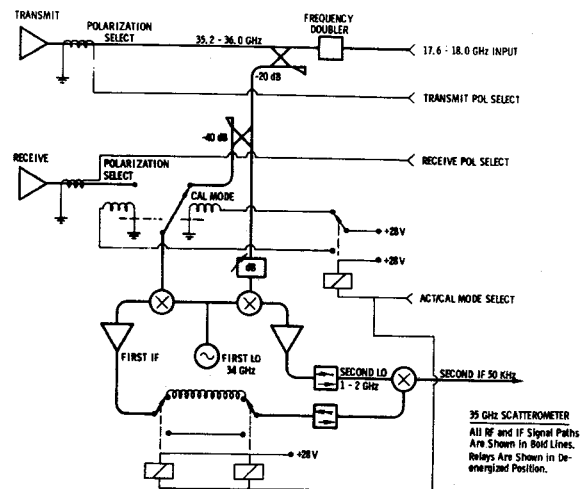 TRANSMIT
POLARIZATION
SELECT
35.2 - 36.0 GHz
FREQUENCY
DOUBLER
17.6 - 18.0 GHz INPUT
-20 dB
TRANSMIT POL SELECT
-40 dB
RECEIVE
POLARIZATION
SELECT
RECEIVE POL SELECT
CAL MODE
+28 V
+28 V
dB
ACT/CAL MODE SELECT
FIRST IF
FIRST LO
34 GHz
SECOND LO
1 - 2 GHz
SECOND IF 50 KHz
+28 V
35 GHz SCATTEROMETER
All RF and IF Signal Paths
Are Shown in Bold Lines.
Relays Are Shown in De-
energized Position.